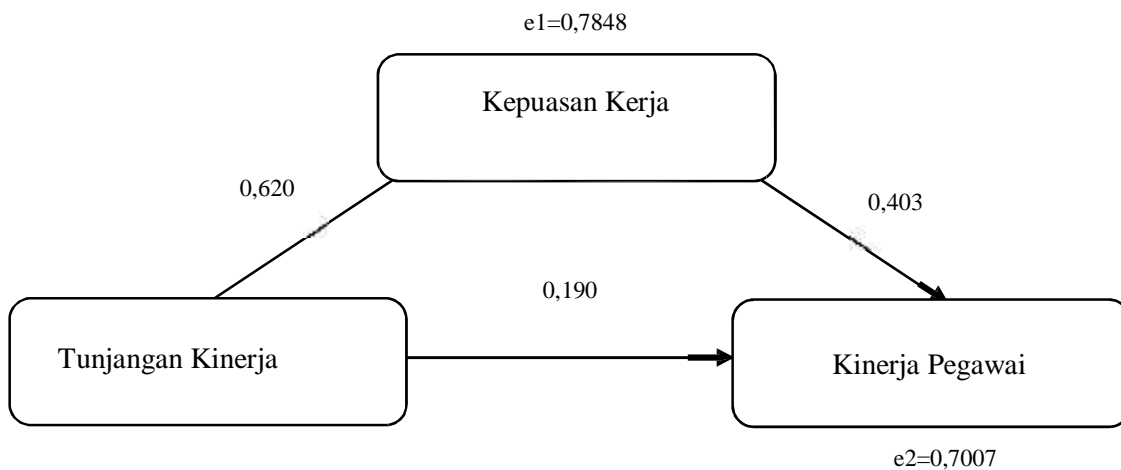 e1=0,7848
Kepuasan Kerja
0,620
0,403
0,190
Tunjangan Kinerja
Kinerja Pegawai
e2=0,7007